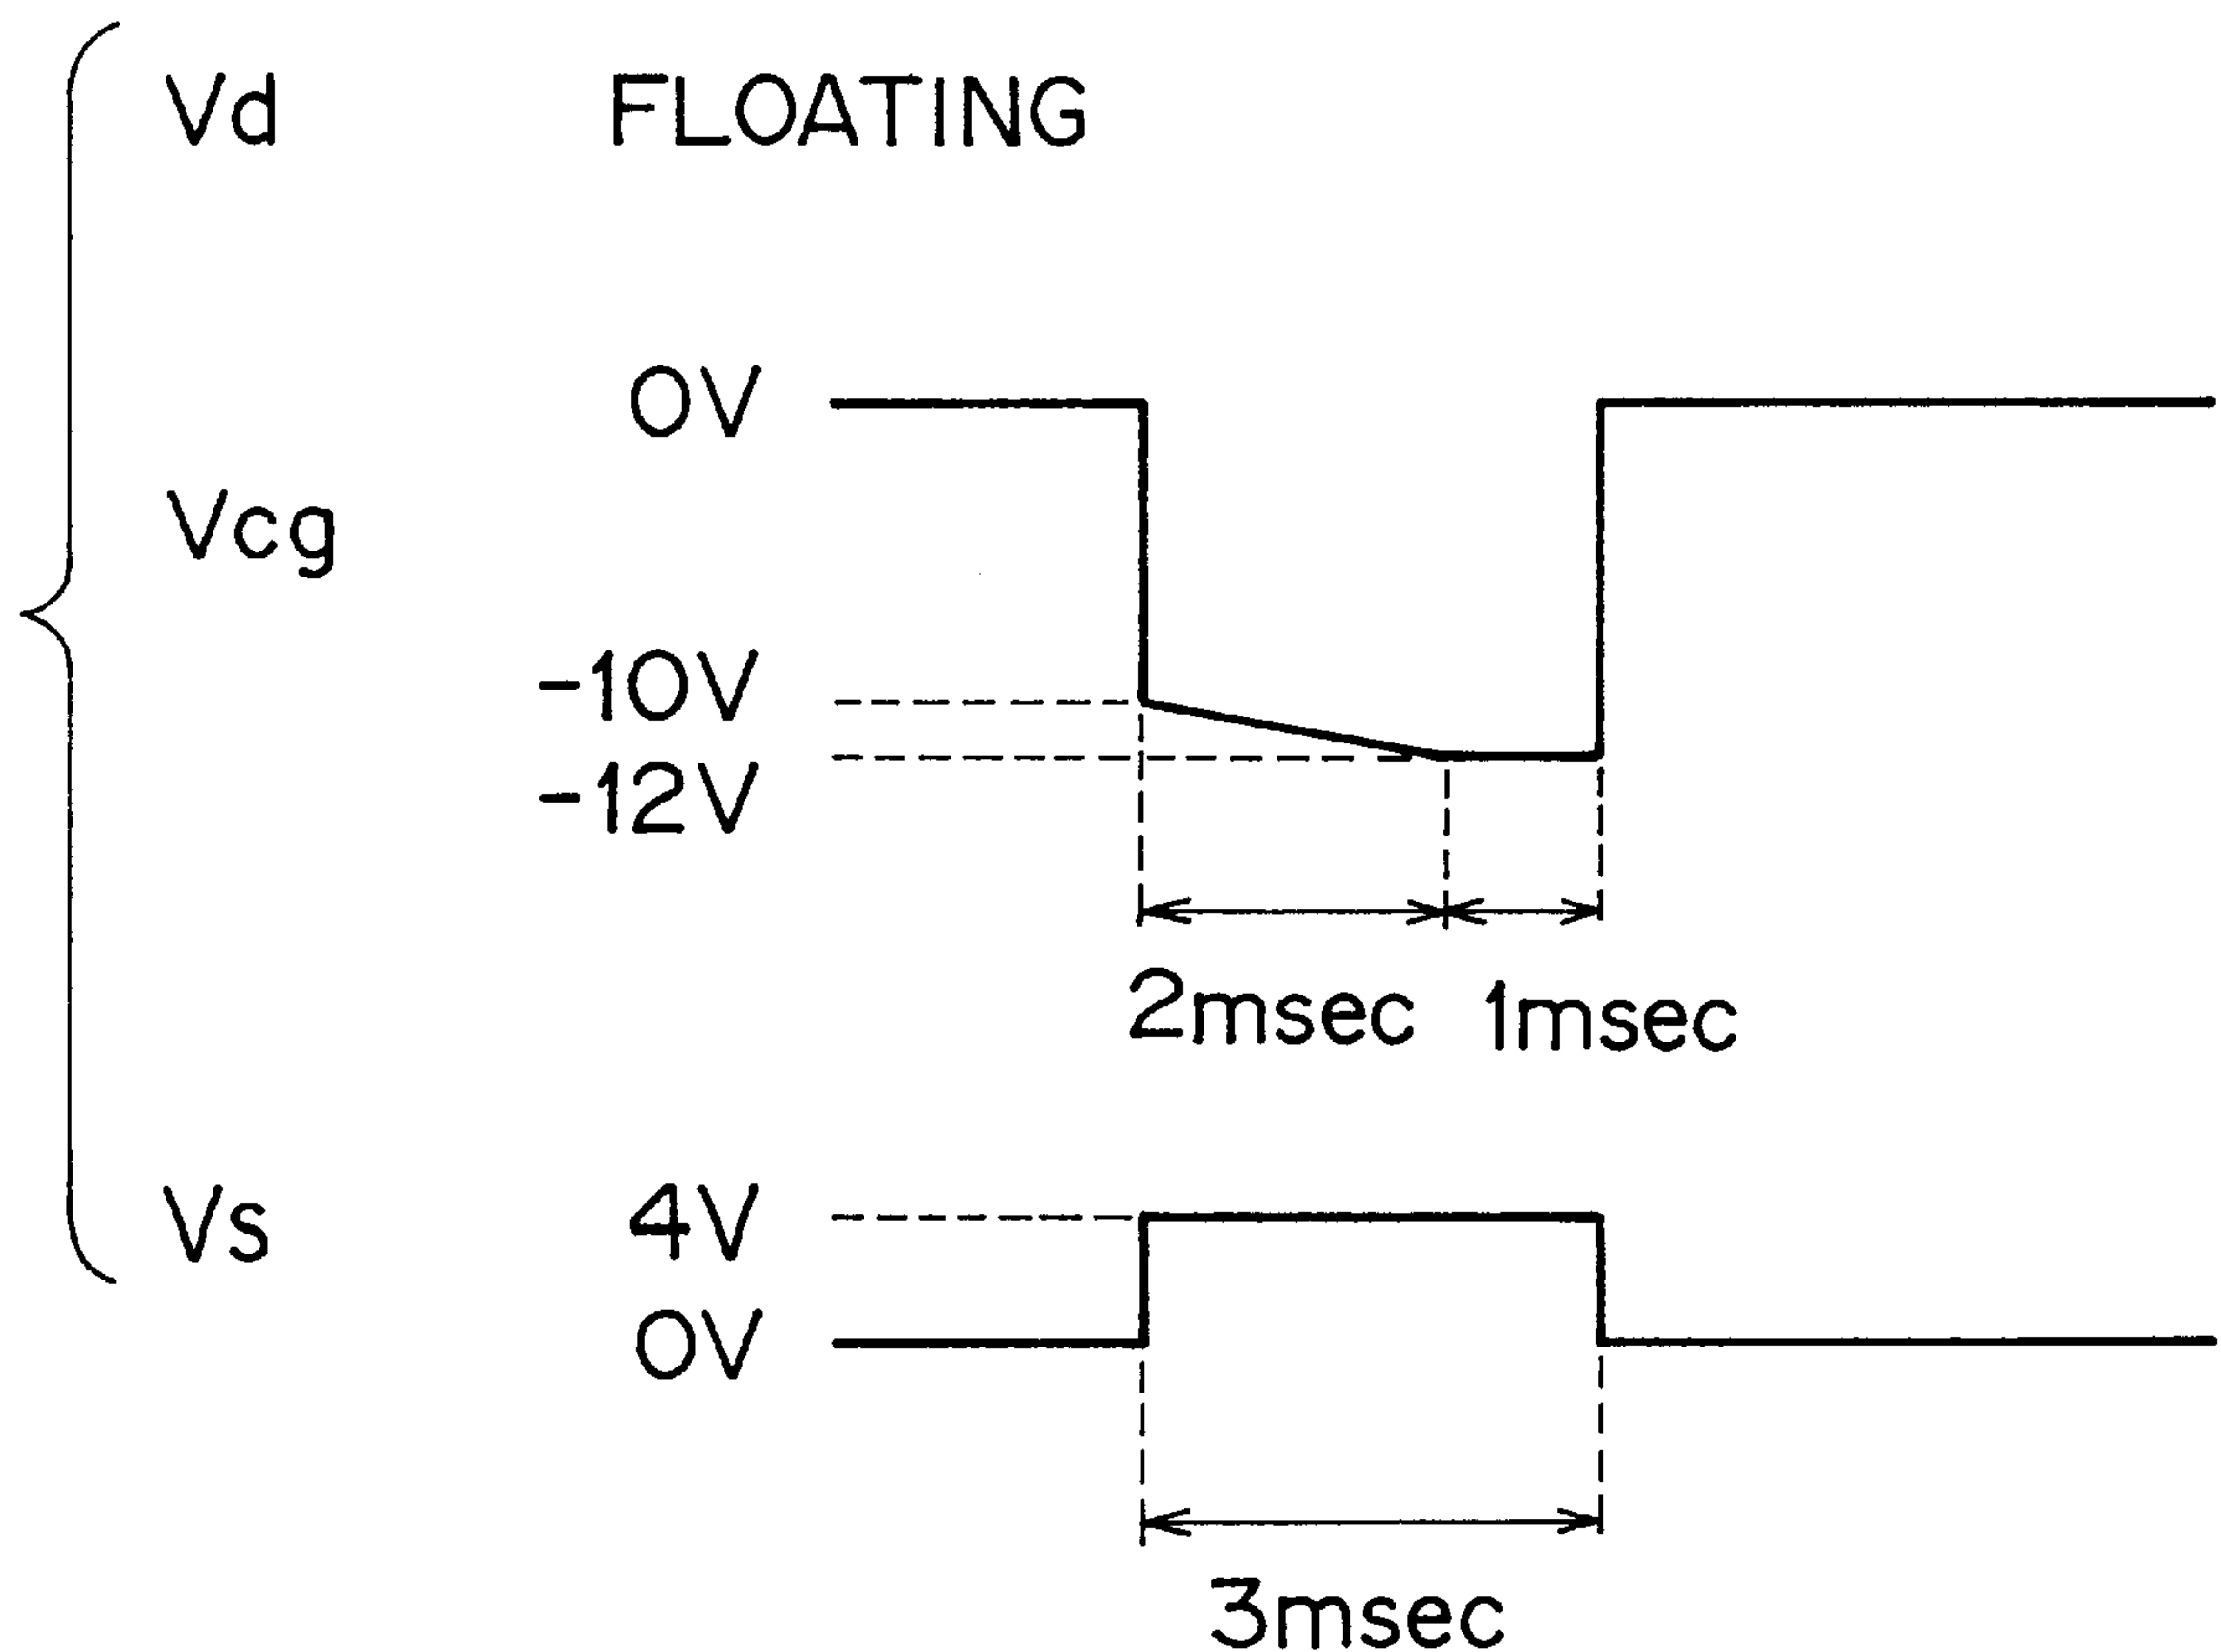 Vd FLOATING
0V
Vcg
-10V
-12V
2msec 1msec
Vs 4V
0V
3msec